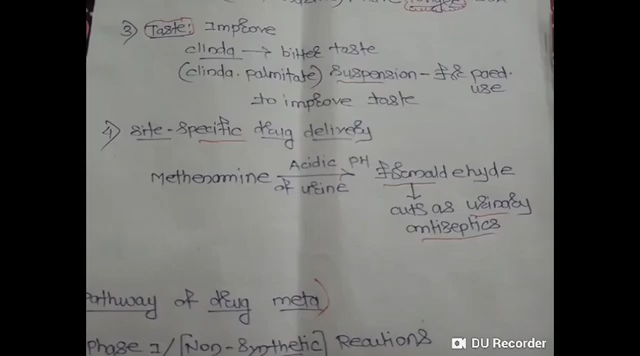 3) Taste: Improve
clinda → bitter taste
(clinda. palmitate) suspension - for paed. use
to improve taste
4) Site-specific drug delivery
Methenamine Acidic PH of urine → Formaldehyde
↓
acts as urinary
antiseptics
Pathway of drug meta)
Phase 1/[Non-Synthetic] Reactions
DU Recorder